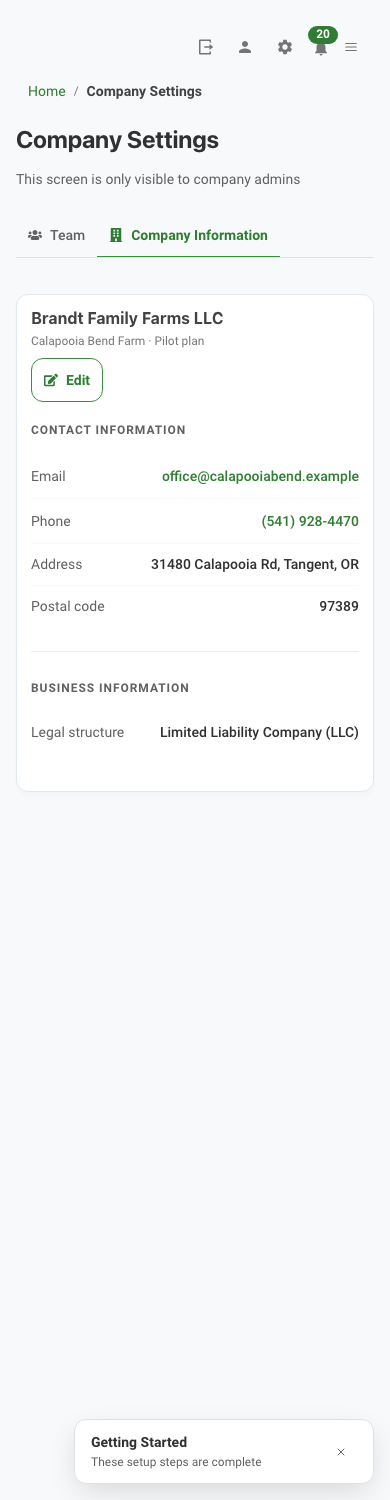 20
Home / Company Settings
Company Settings
This screen is only visible to company admins
Team Company Information
Brandt Family Farms LLC
Calapooia Bend Farm · Pilot plan
Edit
CONTACT INFORMATION
Email office@calapooiabend.example
Phone (541) 928-4470
Address 31480 Calapooia Rd, Tangent, OR
Postal code 97389
BUSINESS INFORMATION
Legal structure Limited Liability Company (LLC)
Getting Started
These setup steps are complete